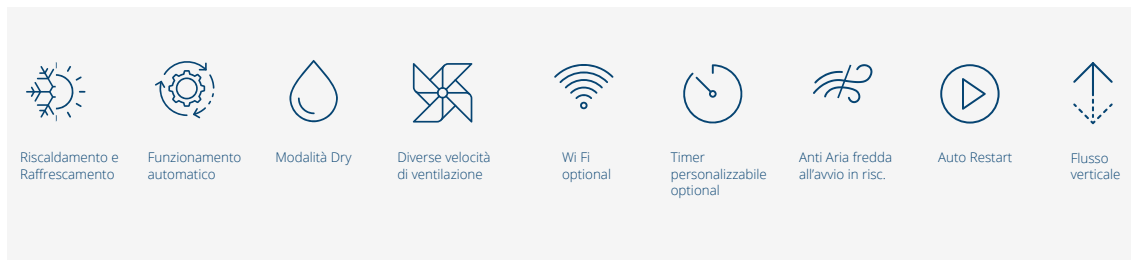 Riscaldamento e
Raffrescamento
Funzionamento
automatico
Modalità Dry
Diverse velocità
di ventilazione
Wi Fi
optional
Timer
personalizzabile
optional
Anti Aria fredda
all'avvio in risc.
Auto Restart
Flusso
verticale